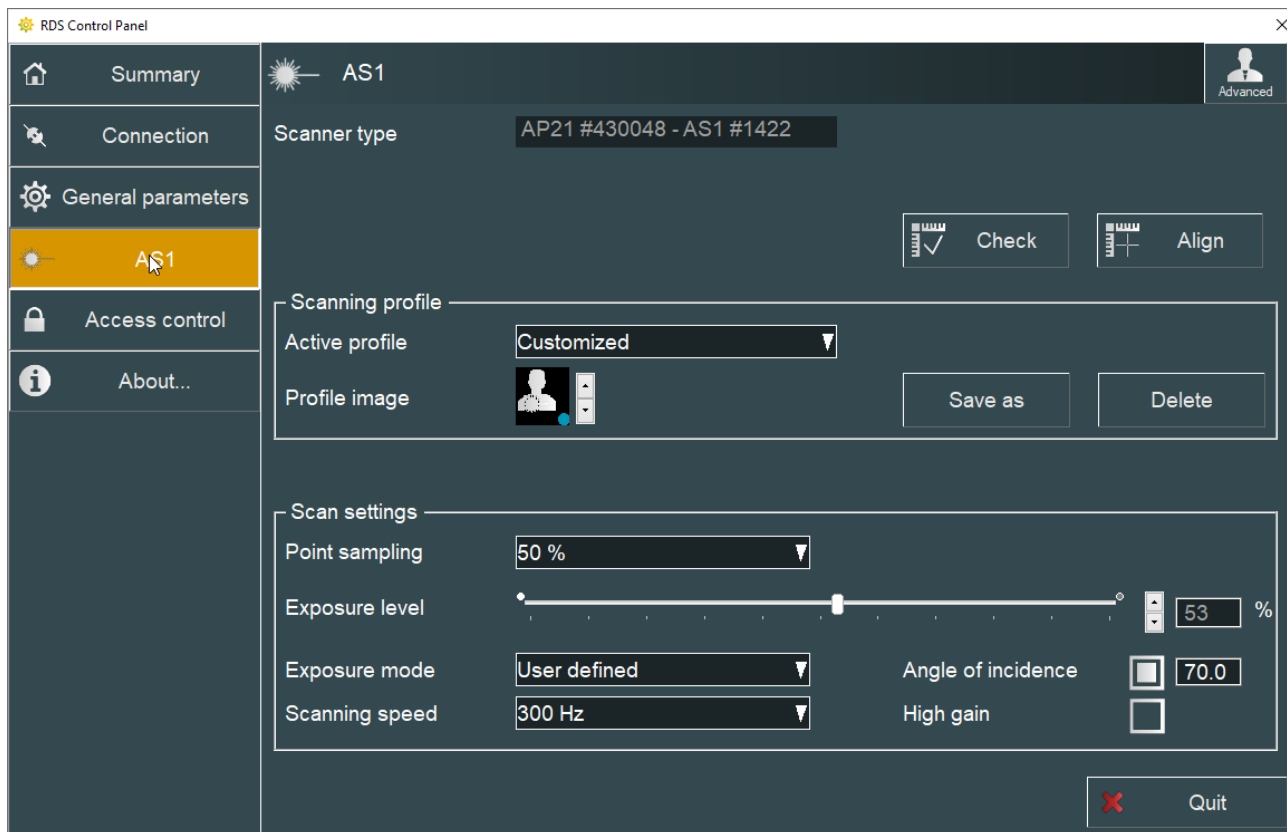 RDS Control Panel
Summary
AS1
Advanced
Connection
Scanner type
AP21 #430048 - AS1 #1422
General parameters
Check
Align
AS1
Scanning profile
Access control
Active profile
Customized
About...
Profile image
Save as
Delete
Scan settings
Point sampling
50 %
Exposure level
53 %
Exposure mode
User defined
Angle of incidence
70.0
Scanning speed
300 Hz
High gain
Quit